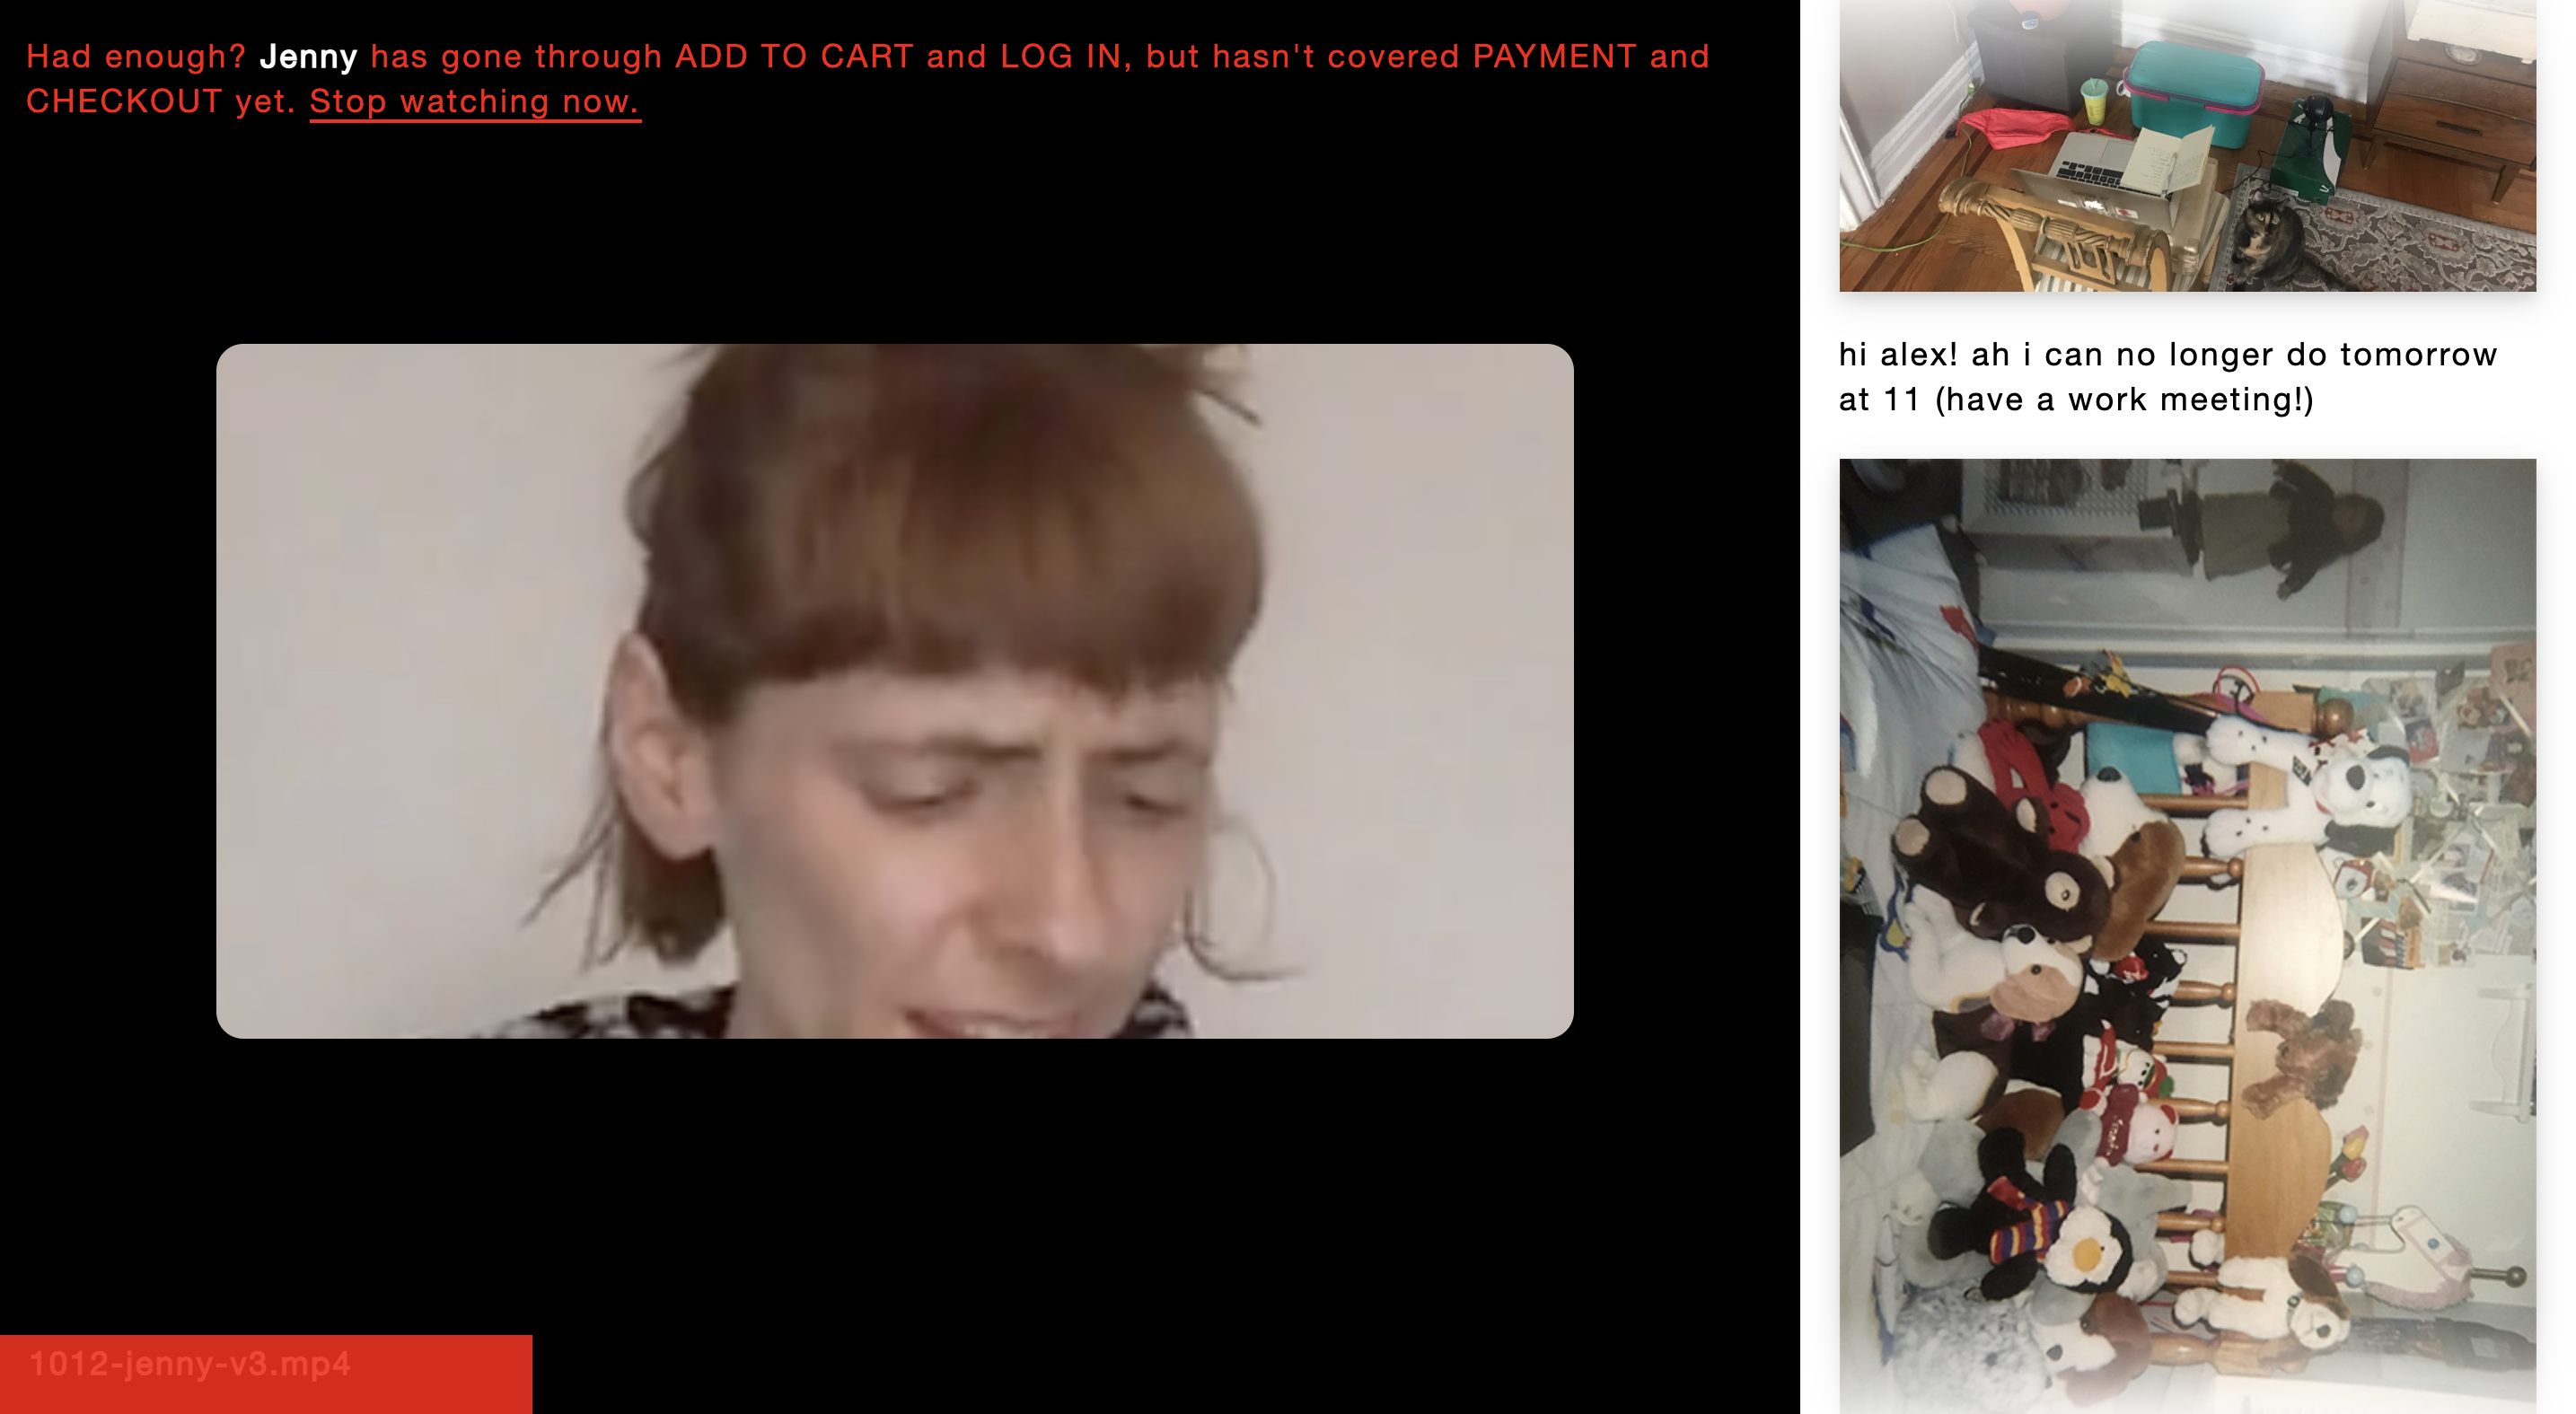 Had enough? Jenny has gone through ADD TO CART and LOG IN, but hasn't covered PAYMENT and
CHECKOUT yet. Stop watching now.
hi alex! ah i can no longer do tomorrow
at 11 (have a work meeting!)
1012-jenny-v3.mp4